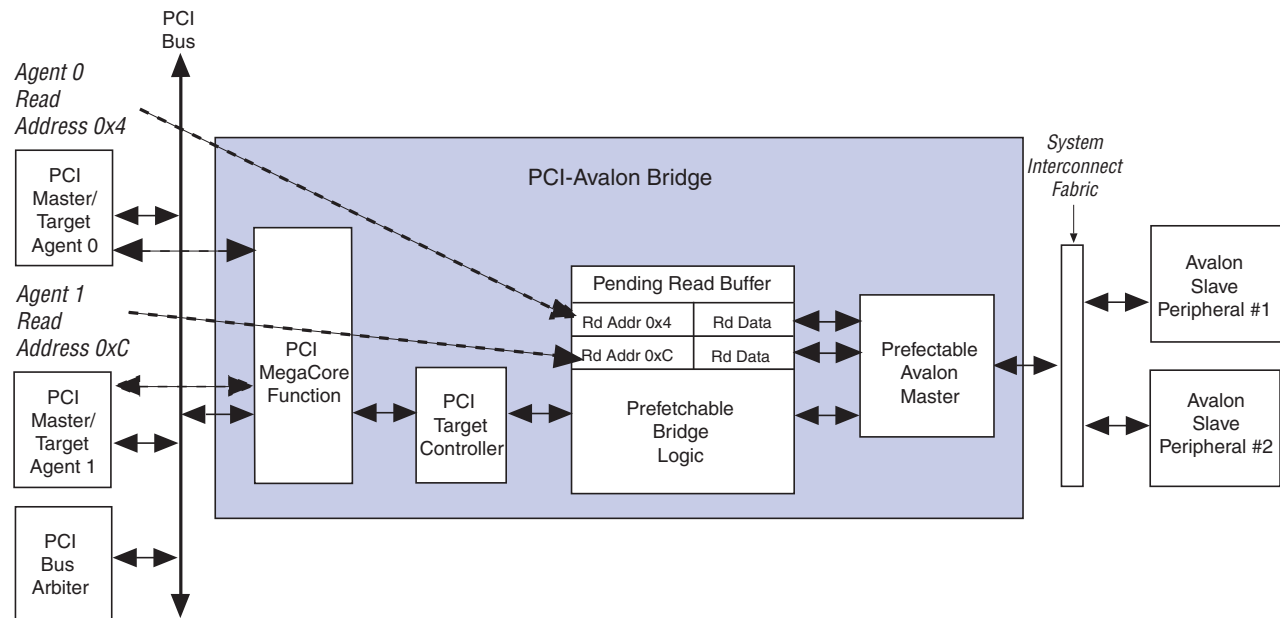 PCI
Bus
Agent 0
Read
Address 0x4
PCI
Master/
Target
Agent 0
Agent 1
Read
Address 0xC
PCI
Master/
Target
Agent 1
PCI
Bus
Arbiter
PCI-Avalon Bridge
PCI
MegaCore
Function
PCI
Target
Controller
Pending Read Buffer
Rd Addr 0x4 Rd Data
Rd Addr 0xC Rd Data
Prefetchable
Bridge
Logic
Prefectable
Avalon
Master
System
Interconnect
Fabric
Avalon
Slave
Peripheral #1
Avalon
Slave
Peripheral #2